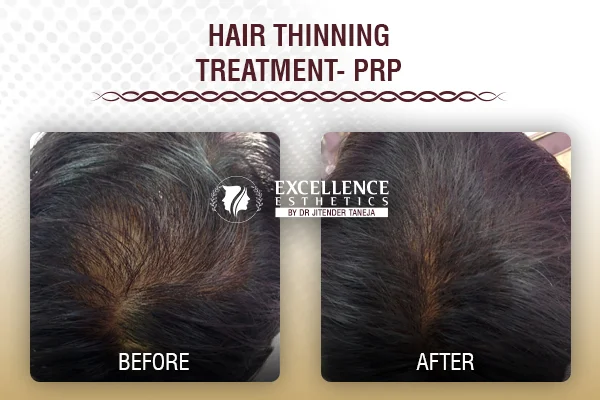 HAIR THINNING
TREATMENT- PRP
EXCELLENCE
ESTHETICS
BY DR JITENDER TANEJA
BEFORE
AFTER